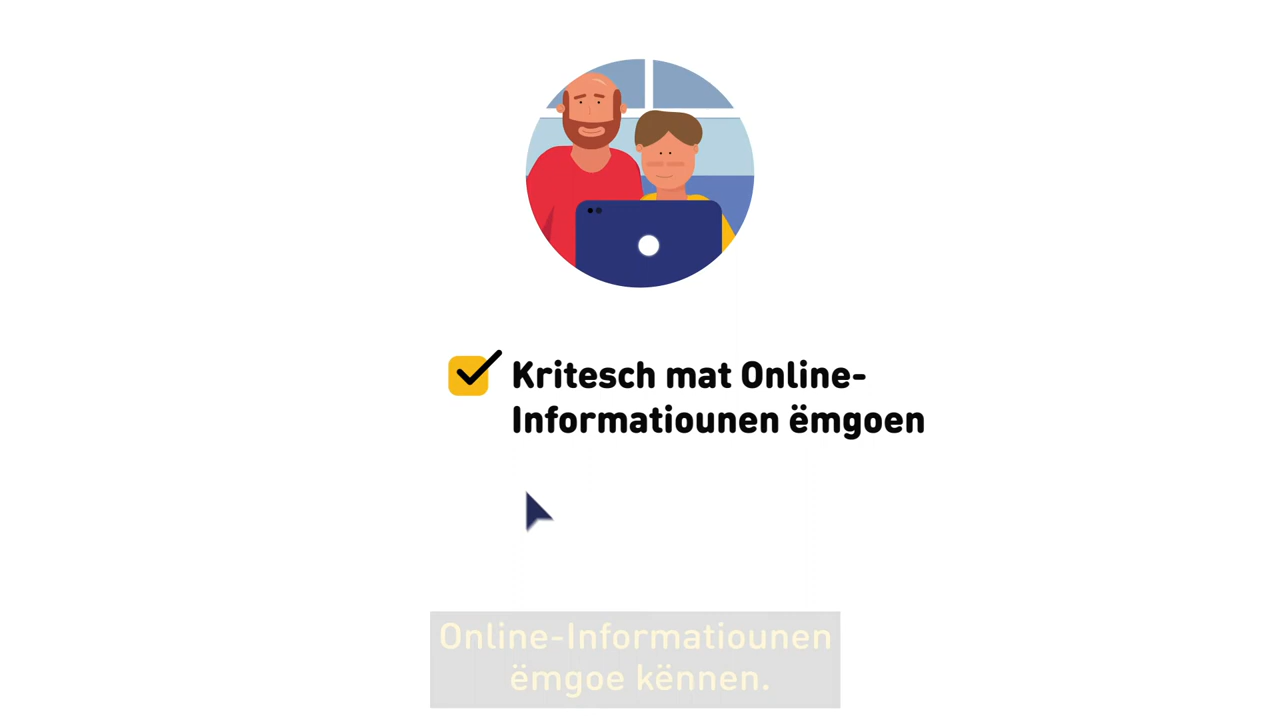 Kritesch mat Online-
Informatiounen ëmgoen
Online-Informatiounen
ëmgoe kënnen.